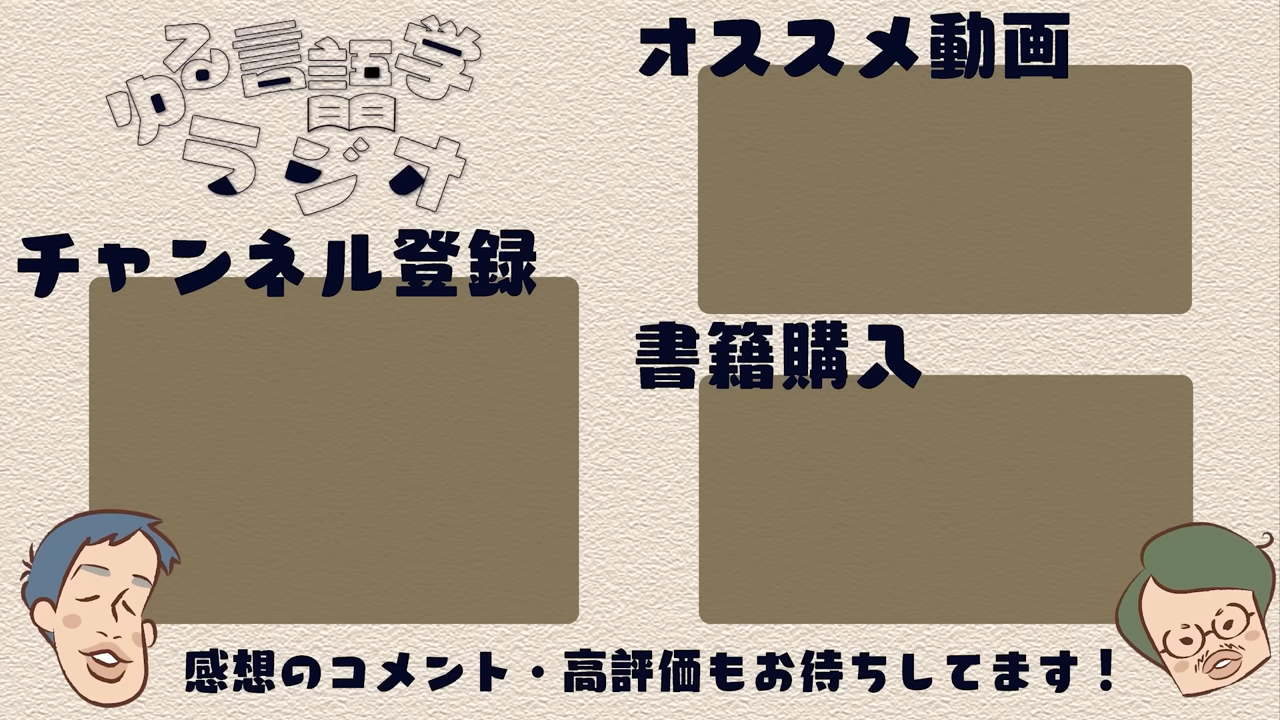 ゆる言語学
ラジオ
チャンネル登録
オススメ動画
書籍購入
感想のコメント・高評価もお待ちしてます！